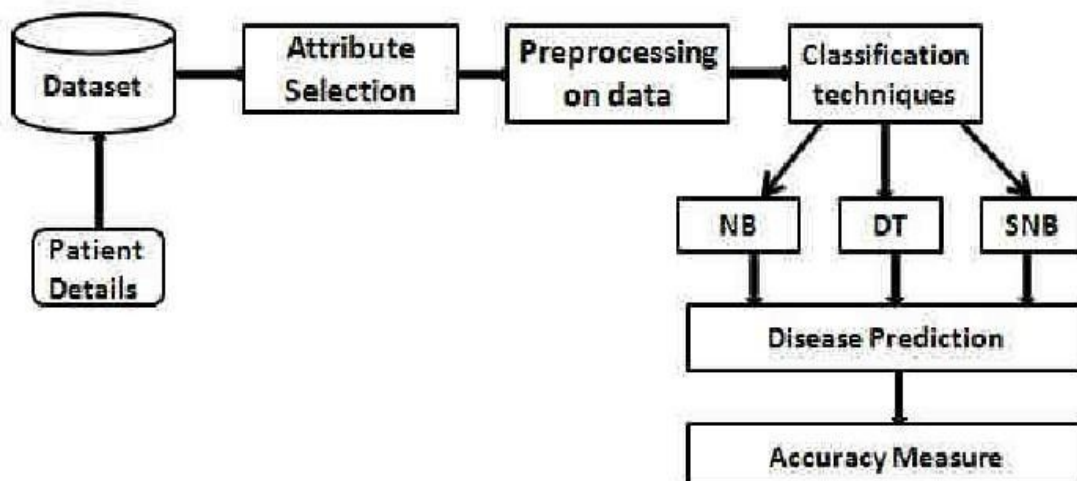 Dataset
Attribute
Selection
Preprocessing
on data
Classification
techniques
Patient
Details
NB
DT
SNB
Disease Prediction
Accuracy Measure